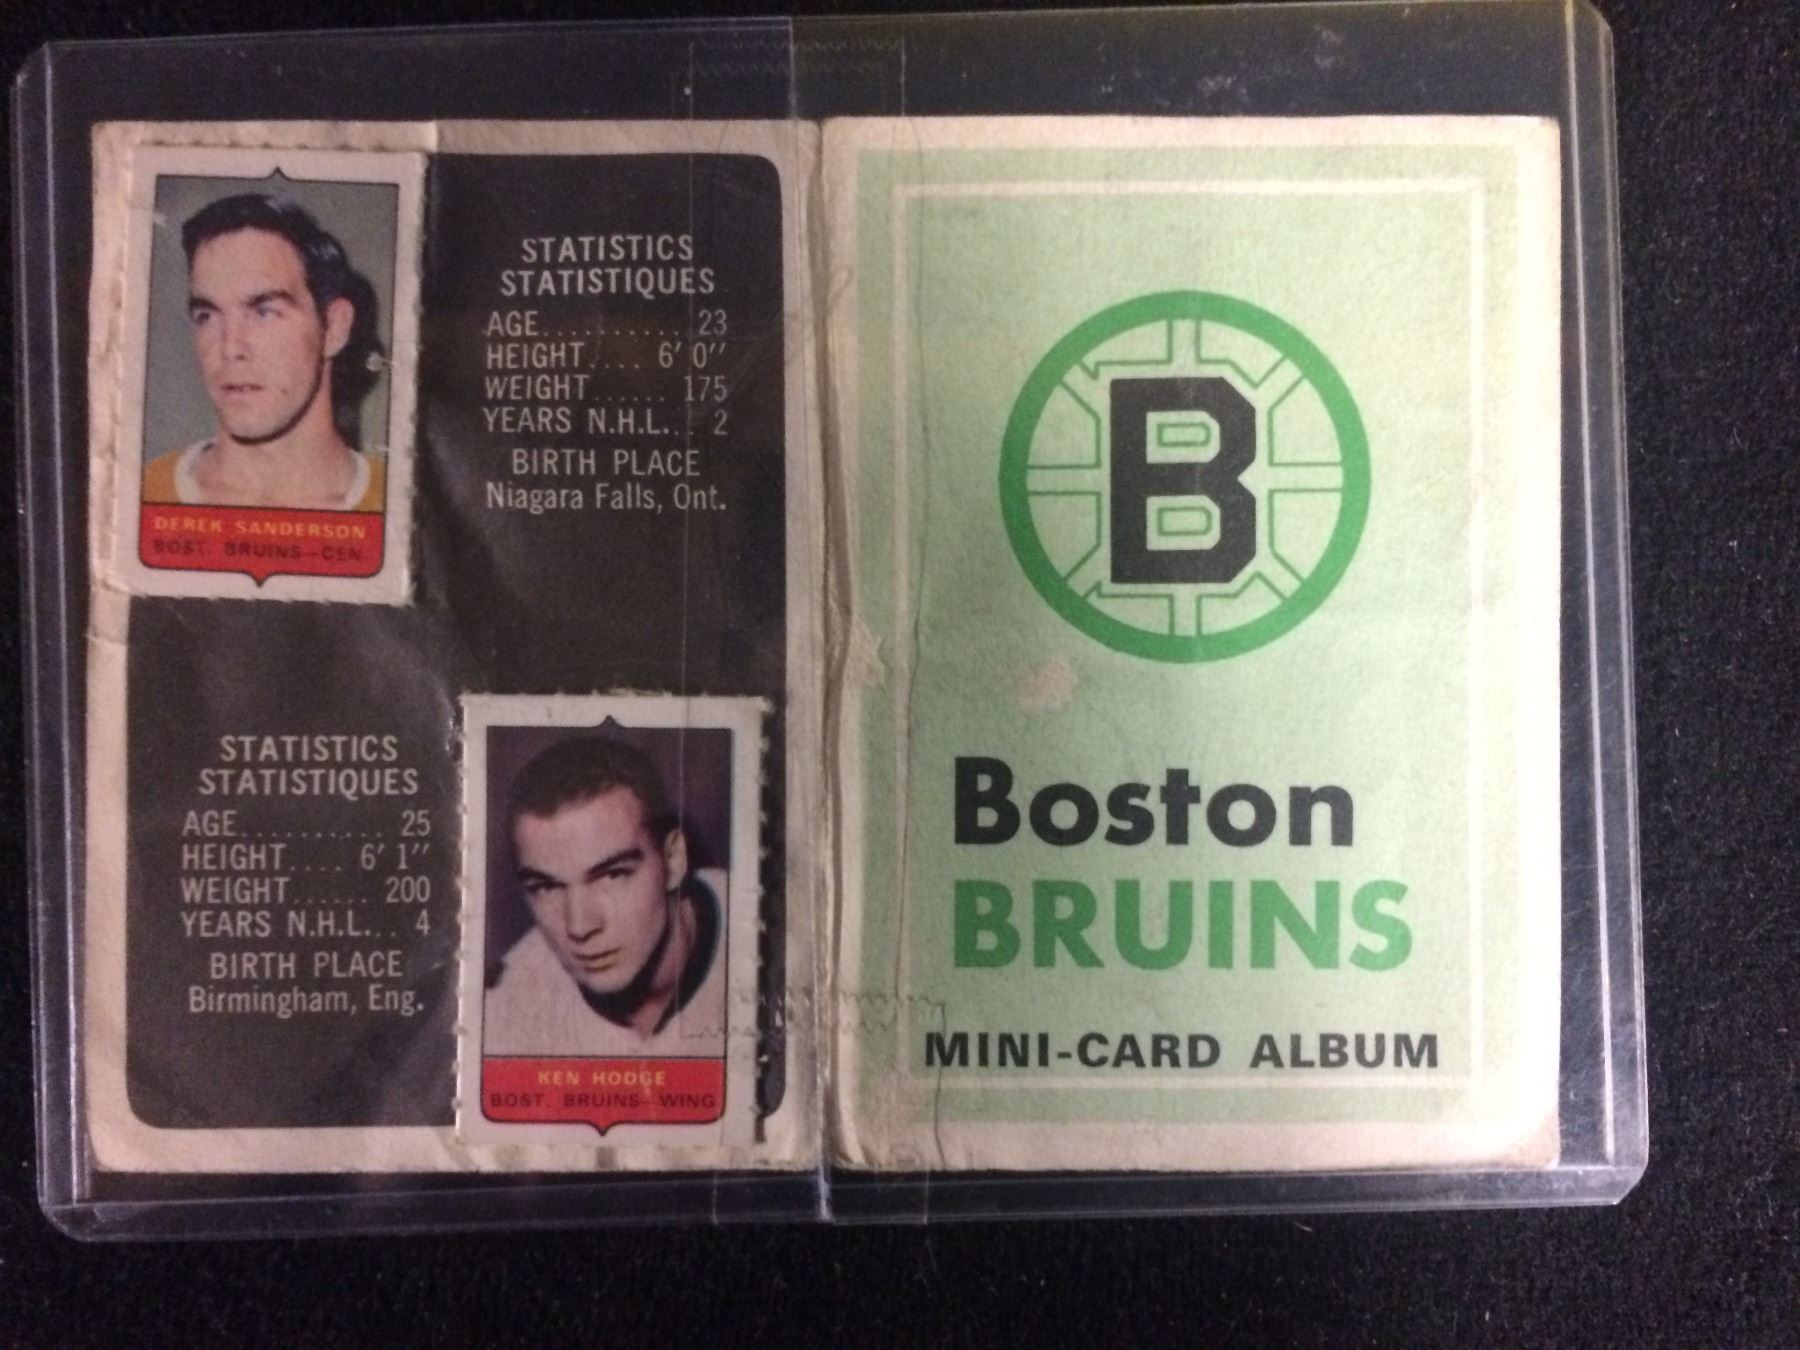 DEREK SANDERSON
BOST. BRUINS-CEN
STATISTICS
STATISTIQUES
AGE.......... 23
HEIGHT.... 6' 0"
WEIGHT...... 175
YEARS N.H.L... 2
BIRTH PLACE
Niagara Falls, Ont.
STATISTICS
STATISTIQUES
AGE.......... 25
HEIGHT.... 6' 1"
WEIGHT...... 200
YEARS N.H.L... 4
BIRTH PLACE
Birmingham, Eng.
KEN HODGE
BOST. BRUINS-WING
B
Boston
BRUINS
MINI-CARD ALBUM